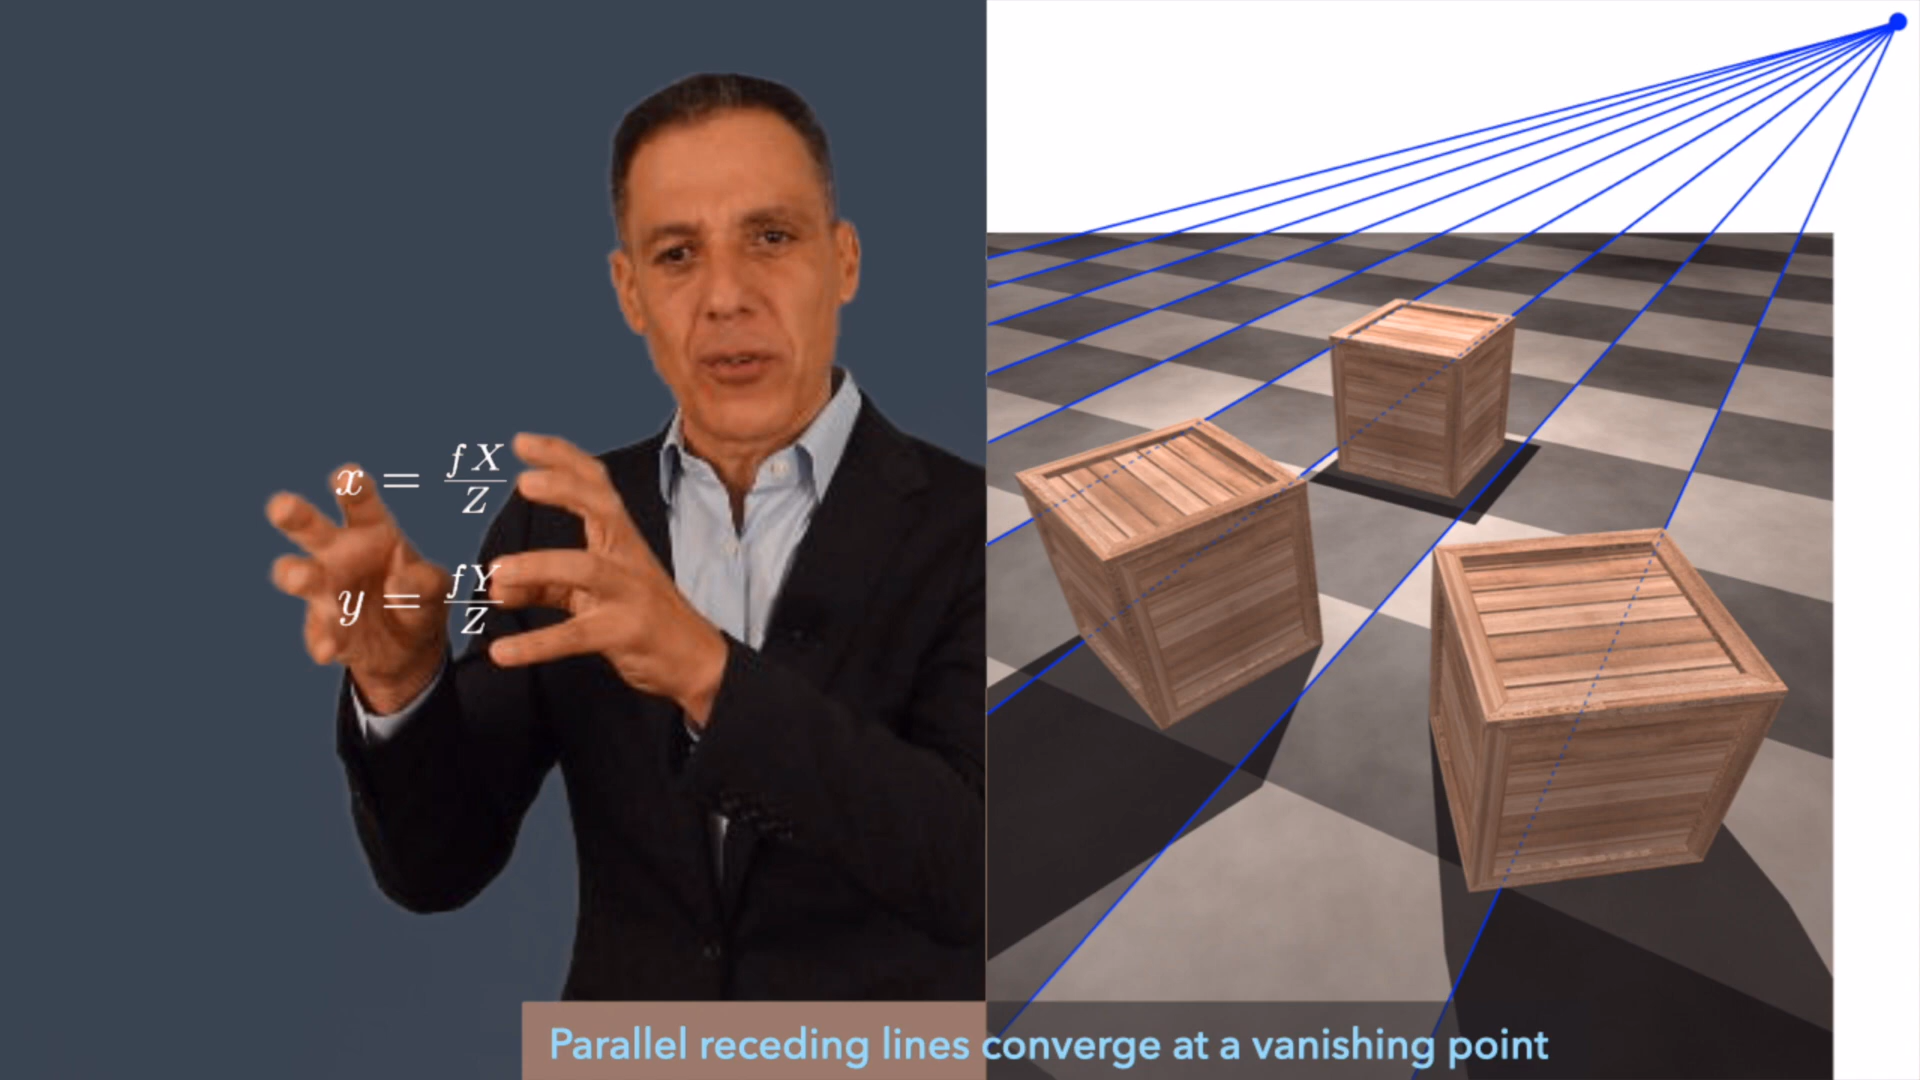 x = fX/Z
y = fY/Z
Parallel receding lines converge at a vanishing point